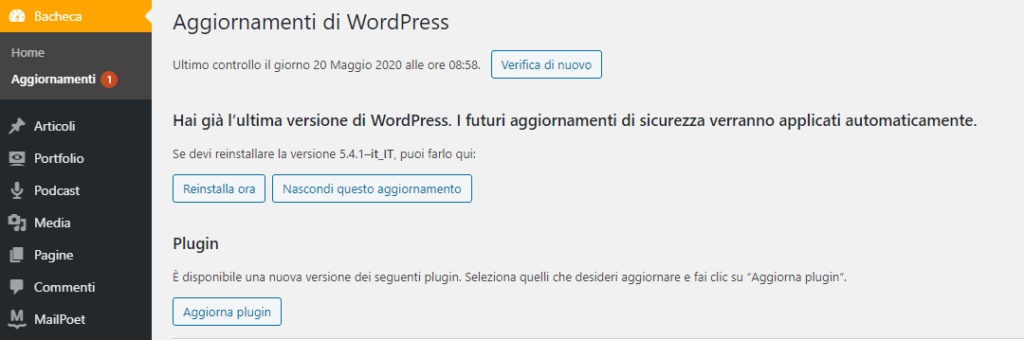 Bacheca
Home
Aggiornamenti 1
Articoli
Portfolio
Podcast
Media
Pagine
Commenti
MailPoet
Aggiornamenti di WordPress
Ultimo controllo il giorno 20 Maggio 2020 alle ore 08:58. Verifica di nuovo
Hai già l’ultima versione di WordPress. I futuri aggiornamenti di sicurezza verranno applicati automaticamente.
Se devi reinstallare la versione 5.4.1–it_IT, puoi farlo qui:
Reinstalla ora Nascondi questo aggiornamento
Plugin
È disponibile una nuova versione dei seguenti plugin. Seleziona quelli che desideri aggiornare e fai clic su “Aggiorna plugin”.
Aggiorna plugin